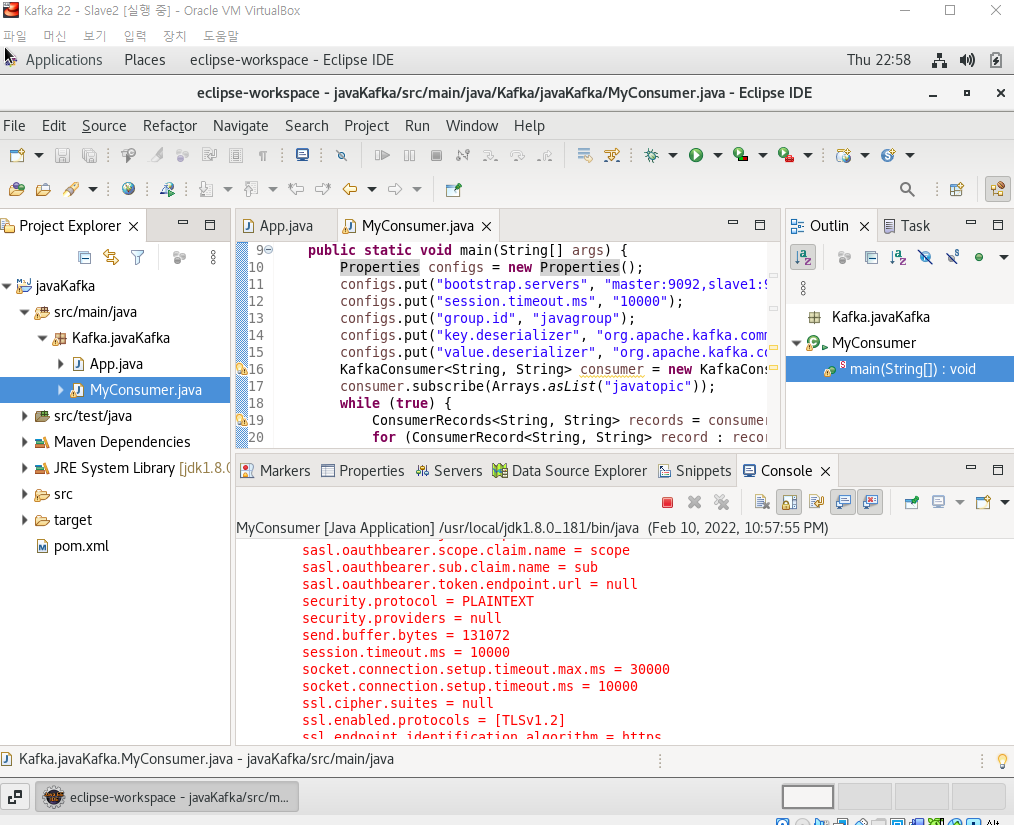 Kafka 22 - Slave2 [실행 중] - Oracle VM VirtualBox
파일 머신 보기 입력 장치 도움말
Applications Places eclipse-workspace - Eclipse IDE Thu 22:58
eclipse-workspace - javaKafka/src/main/java/Kafka/javaKafka/MyConsumer.java - Eclipse IDE
File Edit Source Refactor Navigate Search Project Run Window Help
Project Explorer
javaKafka
src/main/java
Kafka.javaKafka
App.java
MyConsumer.java
src/test/java
Maven Dependencies
JRE System Library [jdk1.8.0
src
target
pom.xml
App.java MyConsumer.java
9 public static void main(String[] args) {
10 Properties configs = new Properties();
11 configs.put("bootstrap.servers", "master:9092,slave1:9
12 configs.put("session.timeout.ms", "10000");
13 configs.put("group.id", "javagroup");
14 configs.put("key.deserializer", "org.apache.kafka.comm
15 configs.put("value.deserializer", "org.apache.kafka.co
16 KafkaConsumer<String, String> consumer = new KafkaCons
17 consumer.subscribe(Arrays.asList("javatopic"));
18 while (true) {
19 ConsumerRecords<String, String> records = consumer
20 for (ConsumerRecord<String, String> record : recor
Outlin Task
Kafka.javaKafka
MyConsumer
main(String[]) : void
Markers Properties Servers Data Source Explorer Snippets Console
MyConsumer [Java Application] /usr/local/jdk1.8.0_181/bin/java (Feb 10, 2022, 10:57:55 PM)
sasl.oauthbearer.scope.claim.name = scope
sasl.oauthbearer.sub.claim.name = sub
sasl.oauthbearer.token.endpoint.url = null
security.protocol = PLAINTEXT
security.providers = null
send.buffer.bytes = 131072
session.timeout.ms = 10000
socket.connection.setup.timeout.max.ms = 30000
socket.connection.setup.timeout.ms = 10000
ssl.cipher.suites = null
ssl.enabled.protocols = [TLSv1.2]
ssl.endpoint.identification.algorithm = https
Kafka.javaKafka.MyConsumer.java - javaKafka/src/main/java
eclipse-workspace - javaKafka/src/m...